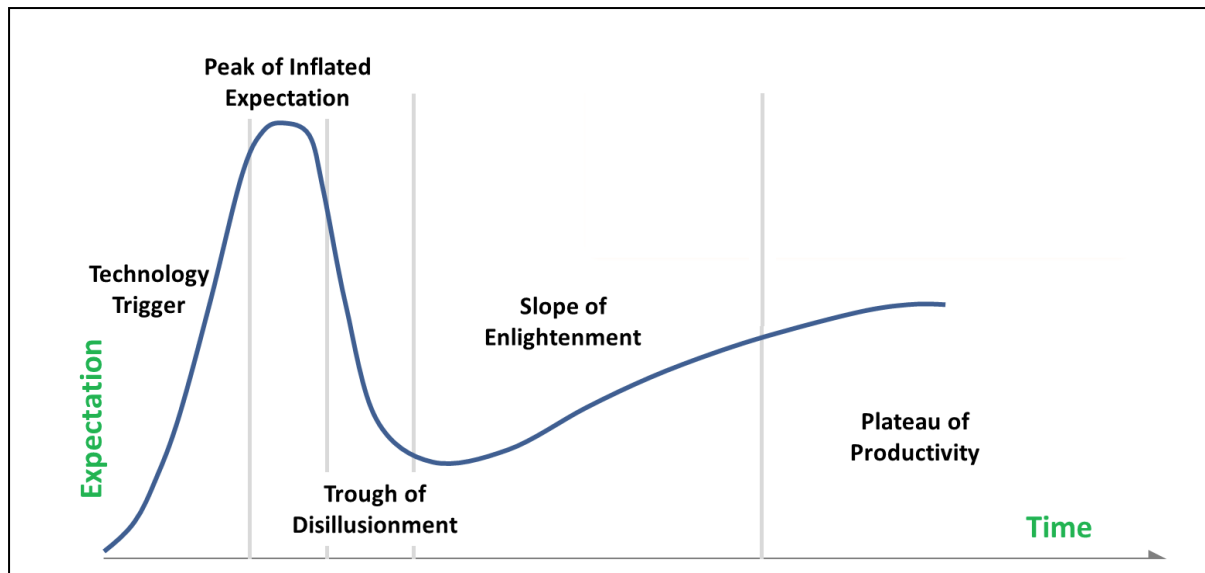 Peak of Inflated
Expectation
Technology
Trigger
Slope of
Enlightenment
Expectation
Plateau of
Productivity
Trough of
Disillusionment
Time